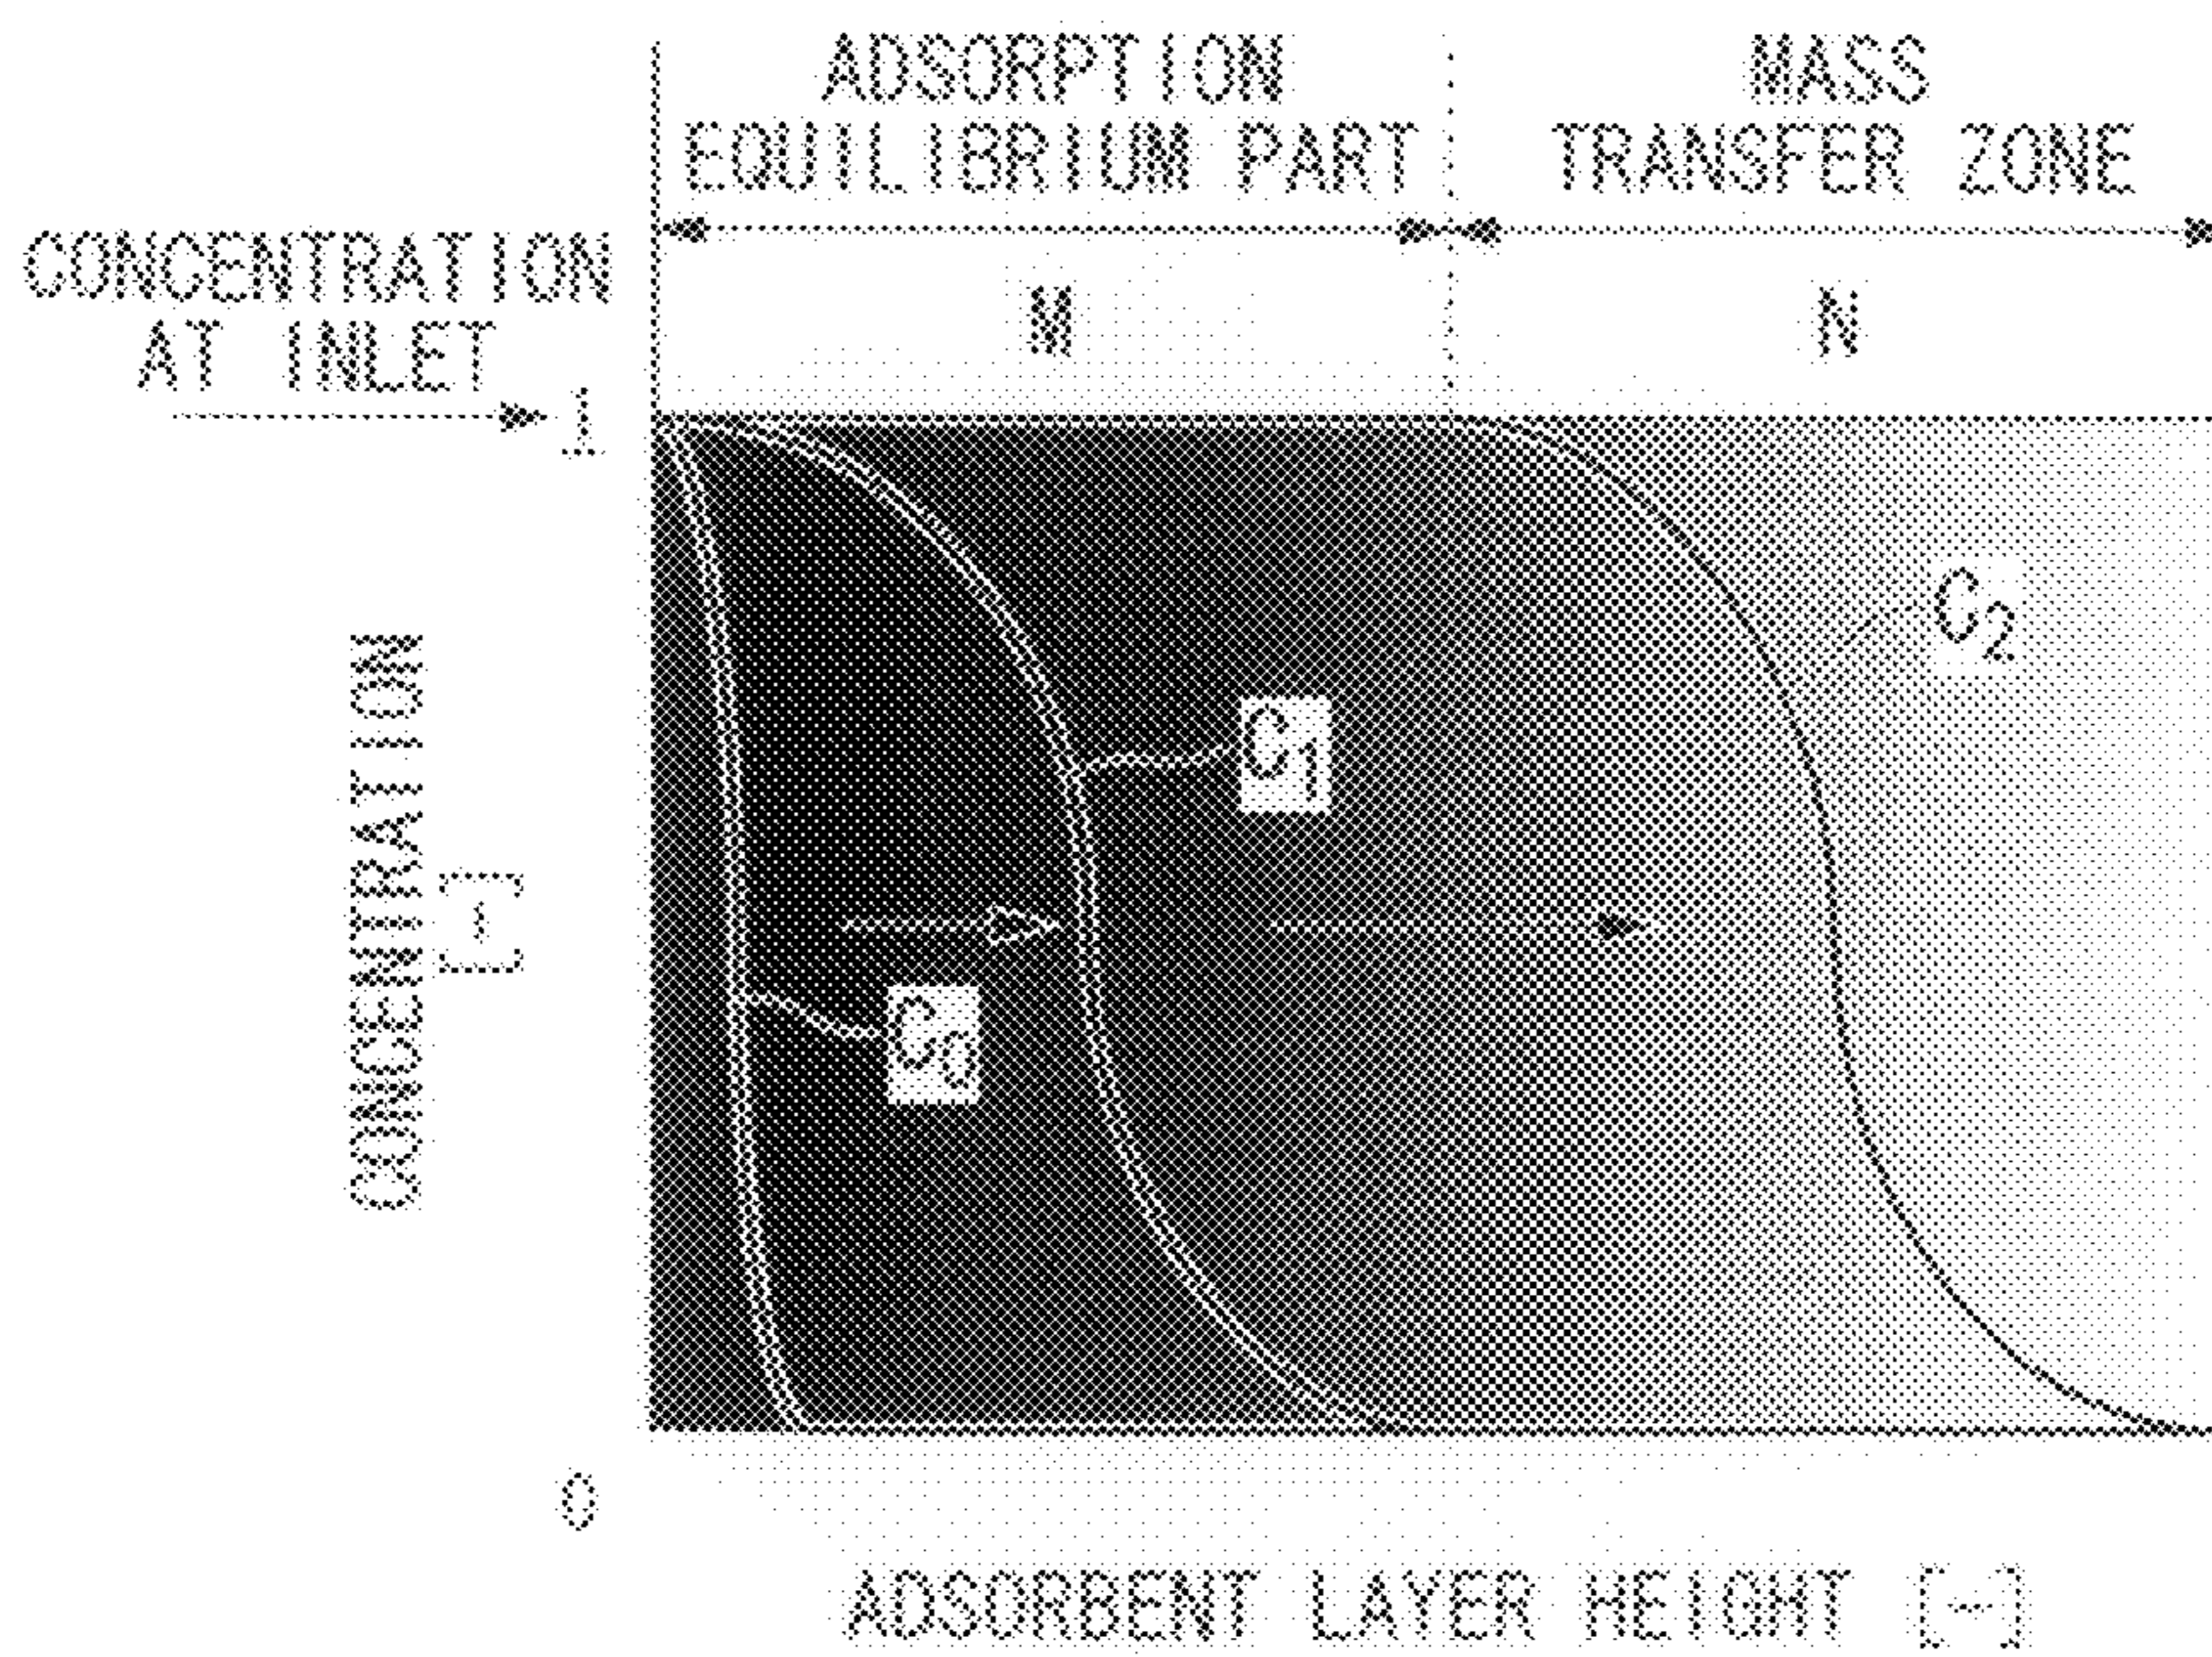 ADSORPTION
EQUILIBRIUM PART
MASS
TRANSFER ZONE
CONCENTRATION
AT INLET
M
N
1
C2
C1
C0
CONCENTRATION
[-]
0
ADSORBENT LAYER HEIGHT [-]